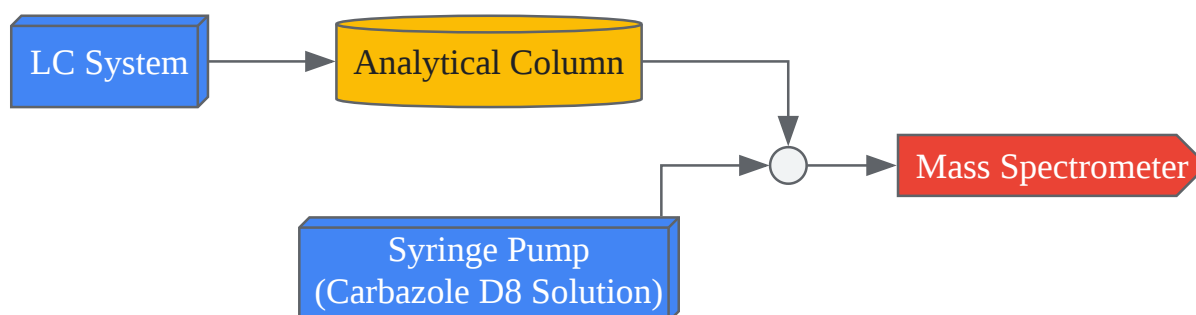 LC System
Analytical Column
Mass Spectrometer
Syringe Pump
(Carbazole D8 Solution)